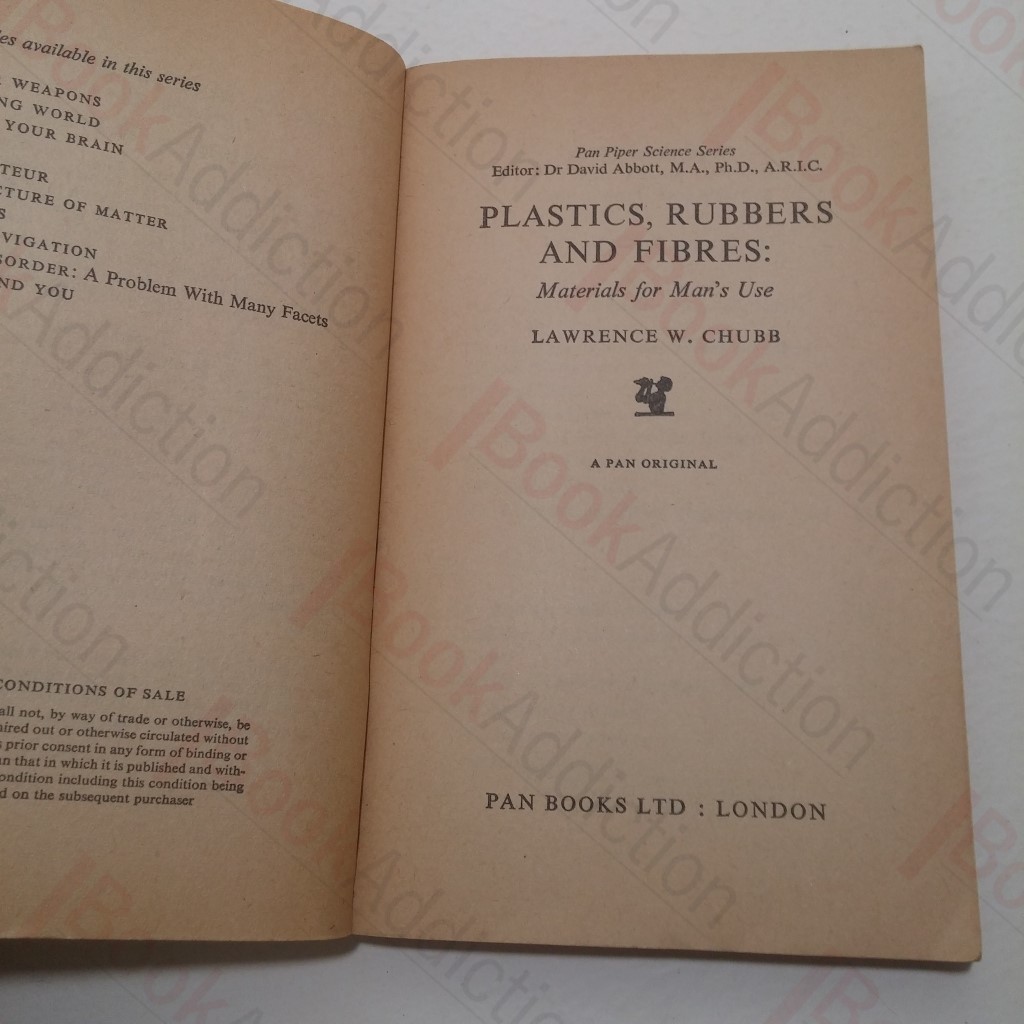 les available in this series
WEAPONS
NG WORLD
YOUR BRAIN
TEUR
CTURE OF MATTER
S
VIGATION
SORDER: A Problem With Many Facets
ND YOU
CONDITIONS OF SALE
all not, by way of trade or otherwise, be
hired out or otherwise circulated without
s prior consent in any form of binding or
an that in which it is published and with-
condition including this condition being
d on the subsequent purchaser
Pan Piper Science Series
Editor: Dr David Abbott, M.A., Ph.D., A.R.I.C.
PLASTICS, RUBBERS
AND FIBRES:
Materials for Man's Use
LAWRENCE W. CHUBB
A PAN ORIGINAL
PAN BOOKS LTD : LONDON
BookAddiction